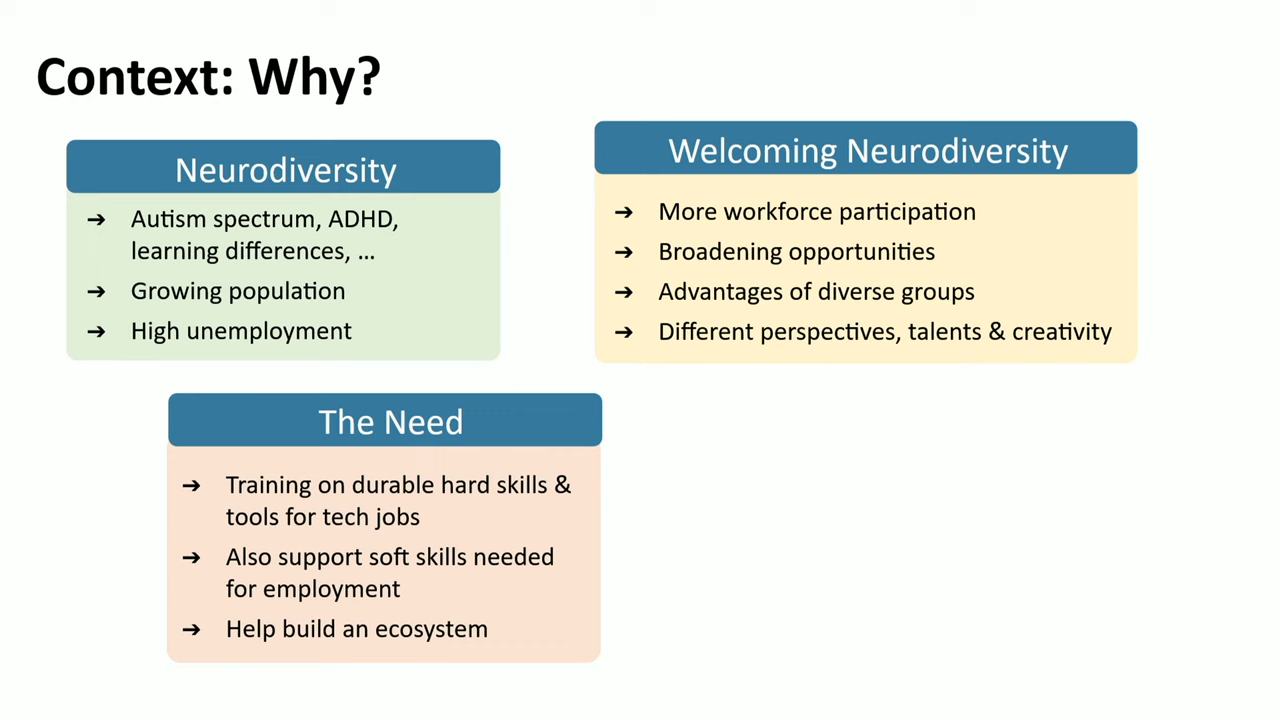 Context: Why?
Neurodiversity
➔ Autism spectrum, ADHD,
learning differences, ...
➔ Growing population
➔ High unemployment
Welcoming Neurodiversity
➔ More workforce participation
➔ Broadening opportunities
➔ Advantages of diverse groups
➔ Different perspectives, talents & creativity
The Need
➔ Training on durable hard skills &
tools for tech jobs
➔ Also support soft skills needed
for employment
➔ Help build an ecosystem